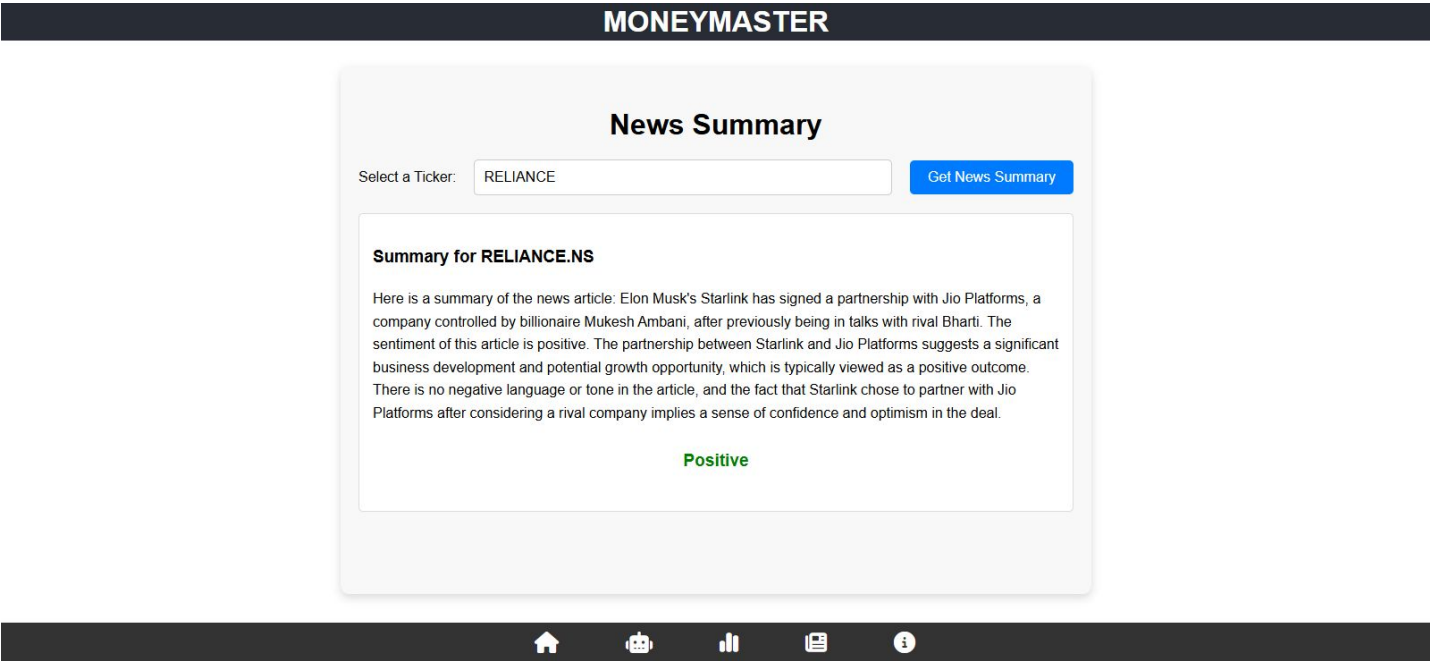 MONEYMASTER
News Summary
Select a Ticker:
RELIANCE
Get News Summary
Summary for RELIANCE.NS
Here is a summary of the news article: Elon Musk's Starlink has signed a partnership with Jio Platforms, a
company controlled by billionaire Mukesh Ambani, after previously being in talks with rival Bharti. The
sentiment of this article is positive. The partnership between Starlink and Jio Platforms suggests a significant
business development and potential growth opportunity, which is typically viewed as a positive outcome.
There is no negative language or tone in the article, and the fact that Starlink chose to partner with Jio
Platforms after considering a rival company implies a sense of confidence and optimism in the deal.
Positive